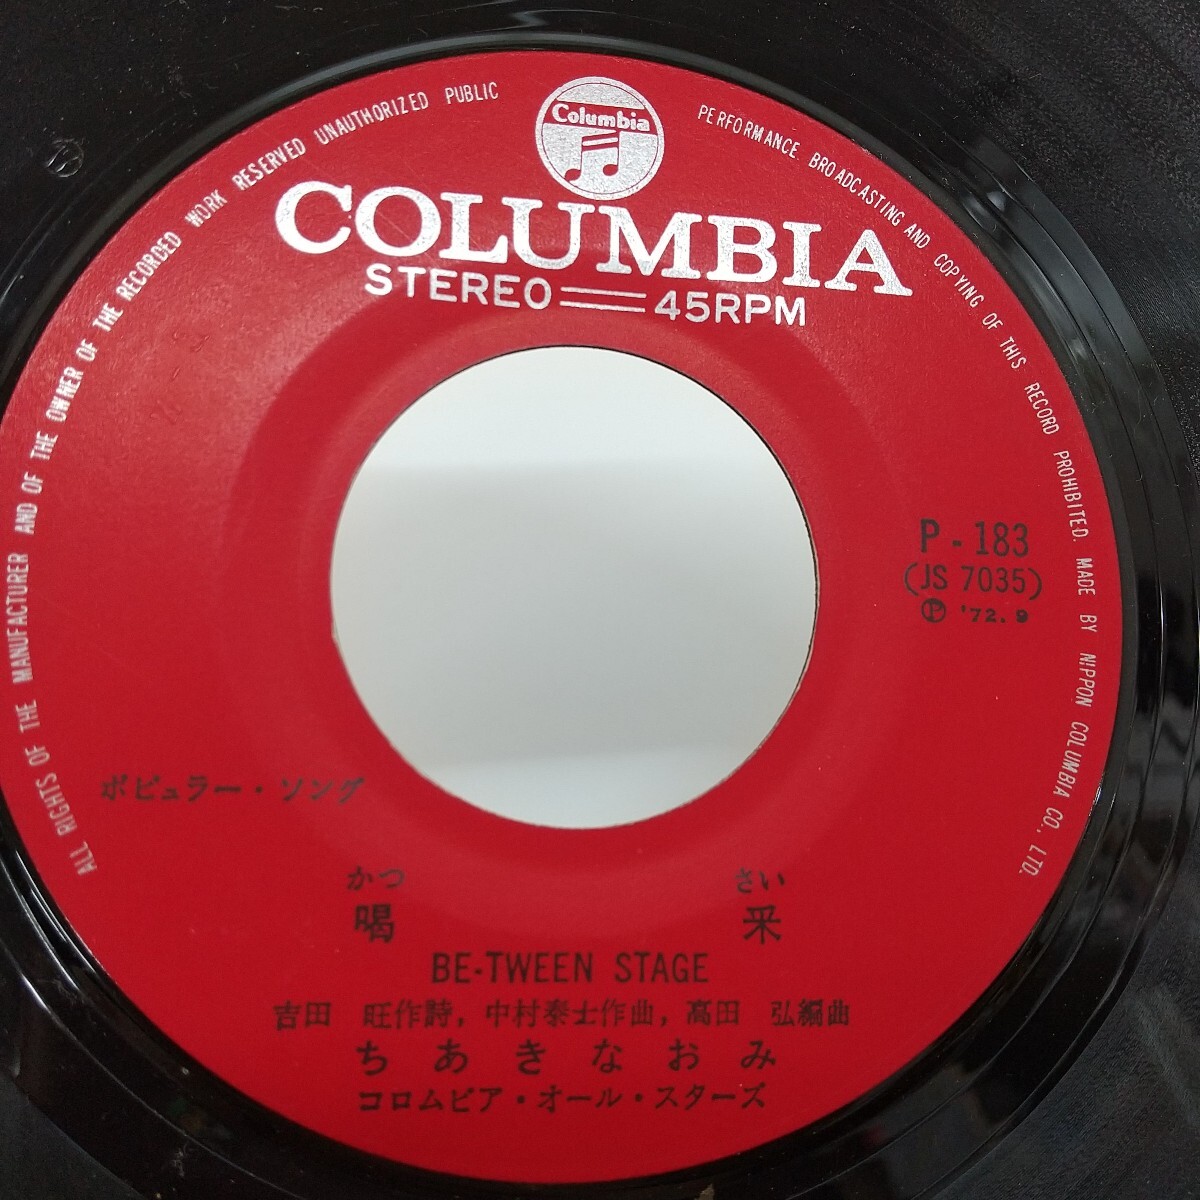 Columbia
COLUMBIA
STEREO 45RPM
ALL RIGHTS OF THE MANUFACTURER AND OF THE OWNER OF THE RECORDED WORK RESERVED UNAUTHORIZED PUBLIC
PERFORMANCE. BROADCASTING AND COPYING OF THIS RECORD PROHIBITED. MADE BY NIPPON COLUMBIA CO., LTD.
P-183
(JS 7035)
Ⓟ '72.9
ポピュラー・ソング
かつ さい
喝 采
BE-TWEEN STAGE
吉田 旺作詩, 中村泰士作曲, 高田 弘編曲
ちあきなおみ
コロムビア・オール・スターズ